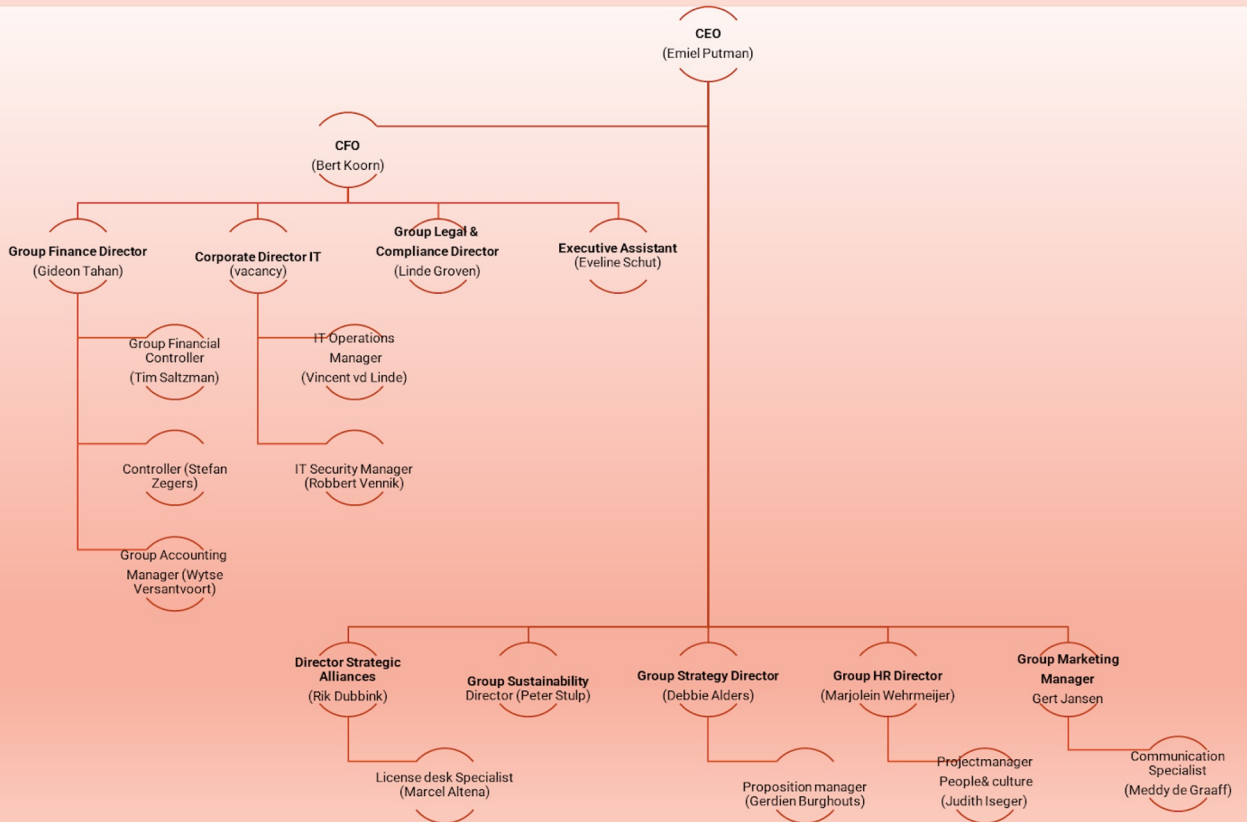 CEO
(Emiel Putman)
CFO
(Bert Koorn)
Group Finance Director
(Gideon Tahan)
Corporate Director IT
(vacancy)
Group Legal &
Compliance Director
(Linde Groven)
Executive Assistant
(Eveline Schut)
Group Financial
Controller
(Tim Saltzman)
IT Operations
Manager
(Vincent vd Linde)
Controller (Stefan
Zegers)
IT Security Manager
(Robbert Vennik)
Group Accounting
Manager (Wytse
Versantvoort)
Director Strategic
Alliances
(Rik Dubbink)
Group Sustainability
Director (Peter Stulp)
Group Strategy Director
(Debbie Alders)
Group HR Director
(Marjolein Wehrmeijer)
Group Marketing
Manager
Gert Jansen
License desk Specialist
(Marcel Altena)
Proposition manager
(Gerdien Burghouts)
Projectmanager
People& culture
(Judith Iseger)
Communication
Specialist
(Meddy de Graaff)